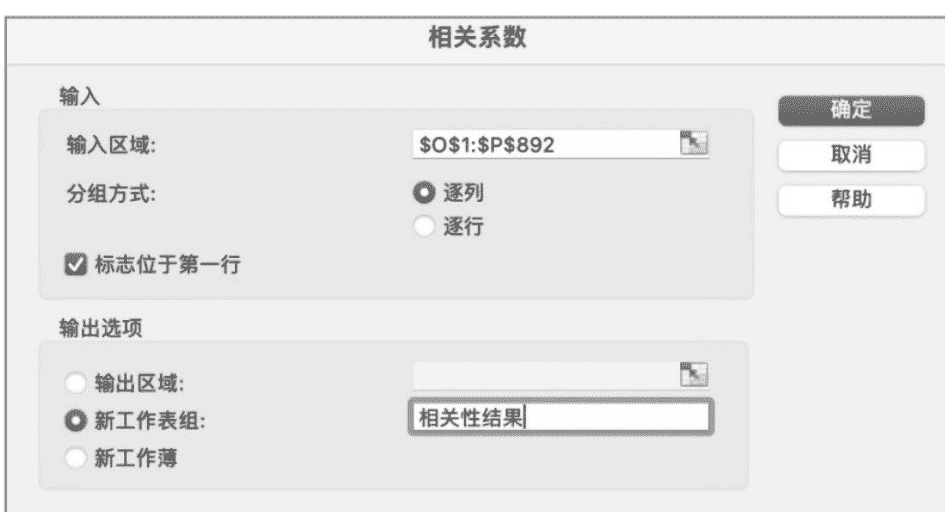 相关系数
输入
输入区域: $O$1:$P$892
分组方式: 逐列
逐行
标志位于第一行
确定
取消
帮助
输出选项
输出区域:
新工作表组: 相关性结果
新工作薄